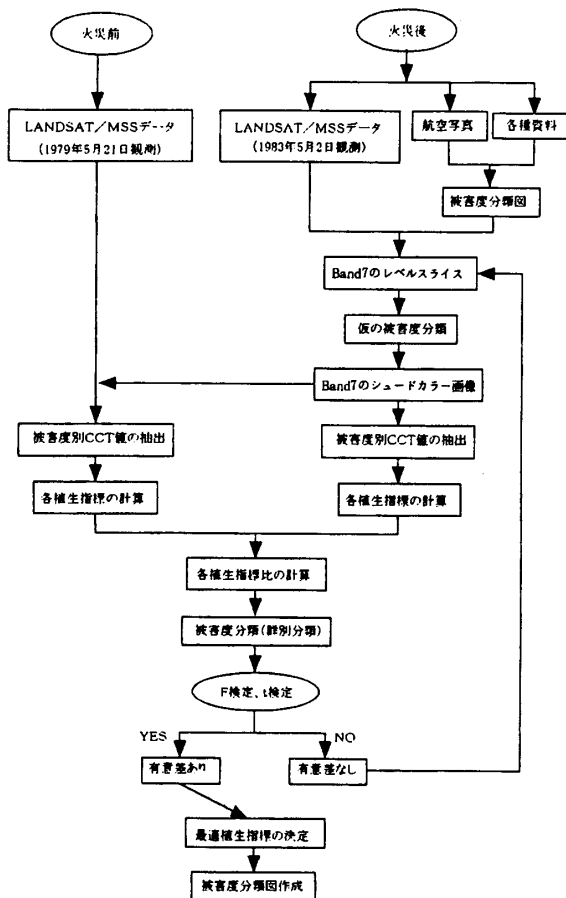 火災前
火災後
LANDSAT／MSSデータ
(1979年5月21日観測)
LANDSAT／MSSデータ
(1983年5月2日観測)
航空写真
各種資料
被害度分類図
Band7のレベルスライス
仮の被害度分類
Band7のシュードカラー画像
被害度別CCT値の抽出
被害度別CCT値の抽出
各植生指標の計算
各植生指標の計算
各植生指標比の計算
被害度分類(群別分類)
F検定、t検定
YES
NO
有意差あり
有意差なし
最適植生指標の決定
被害度分類図作成